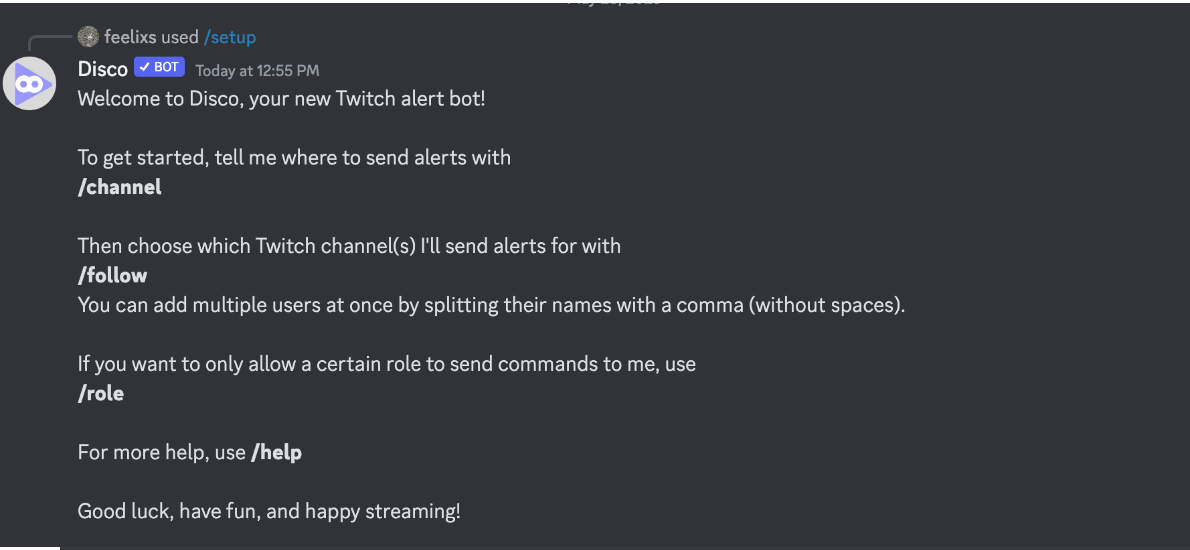 feelixs used /setup
Disco ✓ BOT Today at 12:55 PM
Welcome to Disco, your new Twitch alert bot!
To get started, tell me where to send alerts with
/channel
Then choose which Twitch channel(s) I'll send alerts for with
/follow
You can add multiple users at once by splitting their names with a comma (without spaces).
If you want to only allow a certain role to send commands to me, use
/role
For more help, use /help
Good luck, have fun, and happy streaming!